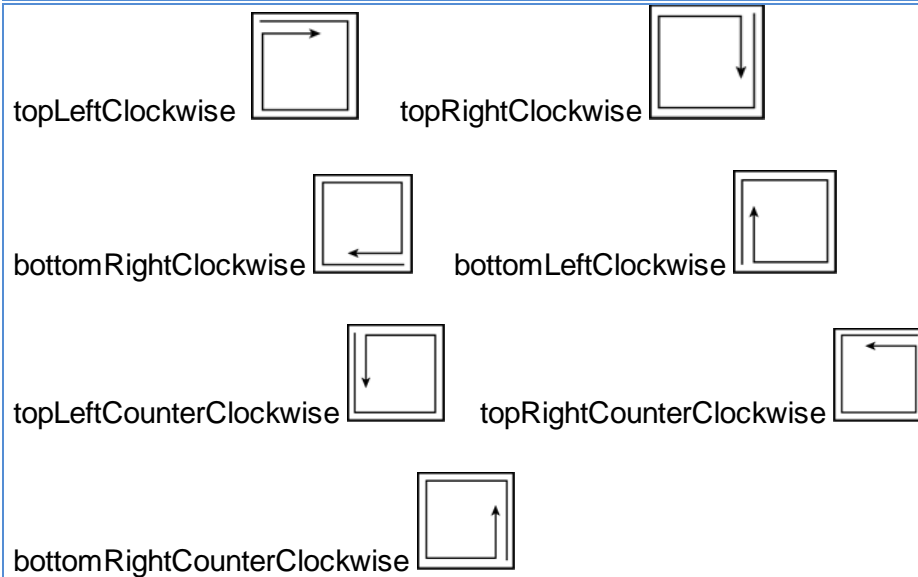 topLeftClockwise topRightClockwise
bottomRightClockwise bottomLeftClockwise
topLeftCounterClockwise topRightCounterClockwise
bottomRightCounterClockwise